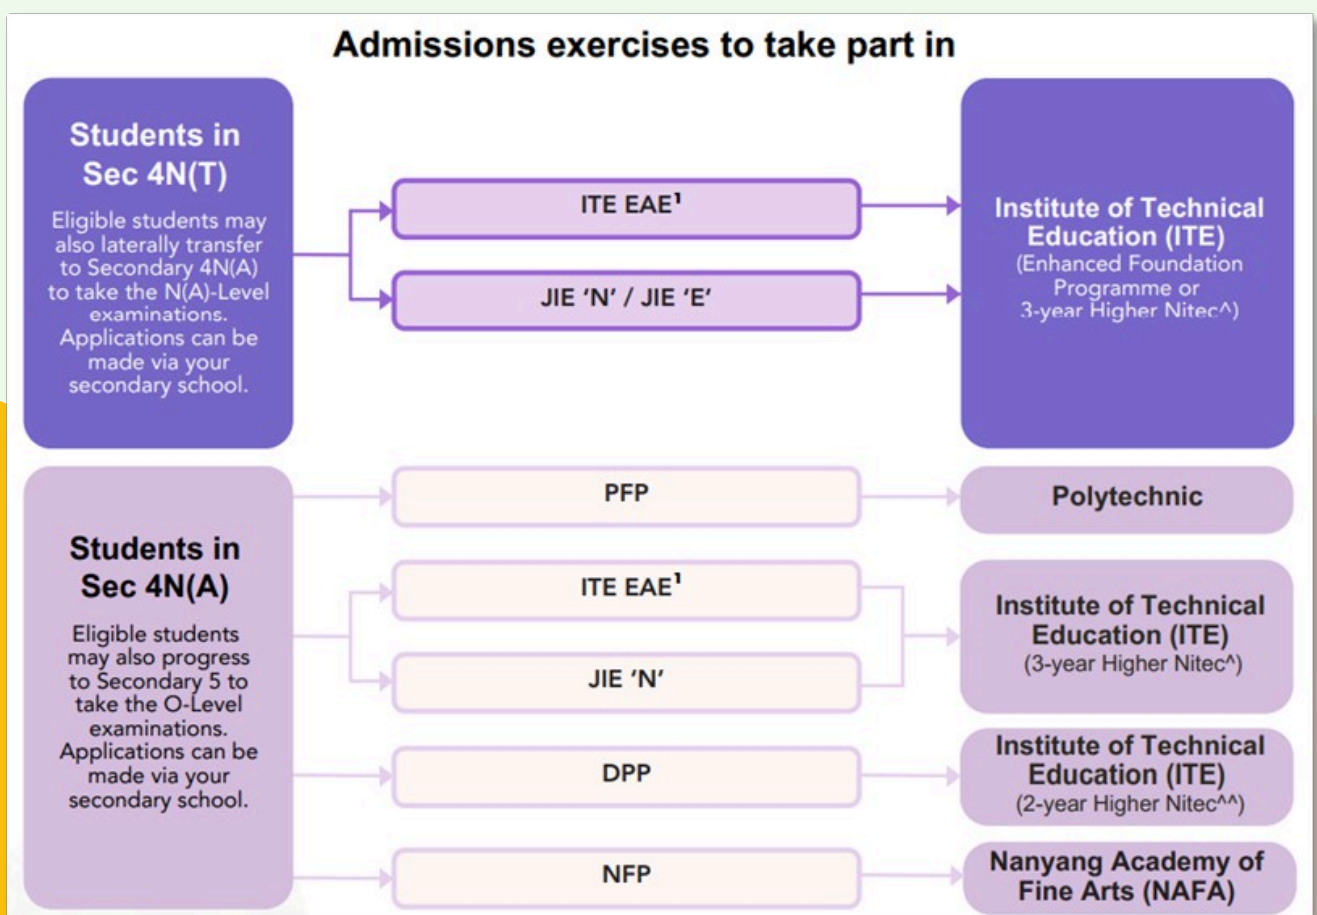 Admissions exercises to take part in
Students in
Sec 4N(T)
Eligible students may
also laterally transfer
to Secondary 4N(A)
to take the N(A)-Level
examinations.
Applications can be
made via your
secondary school.
ITE EAE¹
JIE ‘N’ / JIE ‘E’
Institute of Technical
Education (ITE)
(Enhanced Foundation
Programme or
3-year Higher Nitec^)
Students in
Sec 4N(A)
Eligible students
may also progress
to Secondary 5 to
take the O-Level
examinations.
Applications can be
made via your
secondary school.
PFP
Polytechnic
ITE EAE¹
JIE ‘N’
Institute of Technical
Education (ITE)
(3-year Higher Nitec^)
DPP
Institute of Technical
Education (ITE)
(2-year Higher Nitec^^)
NFP
Nanyang Academy of
Fine Arts (NAFA)